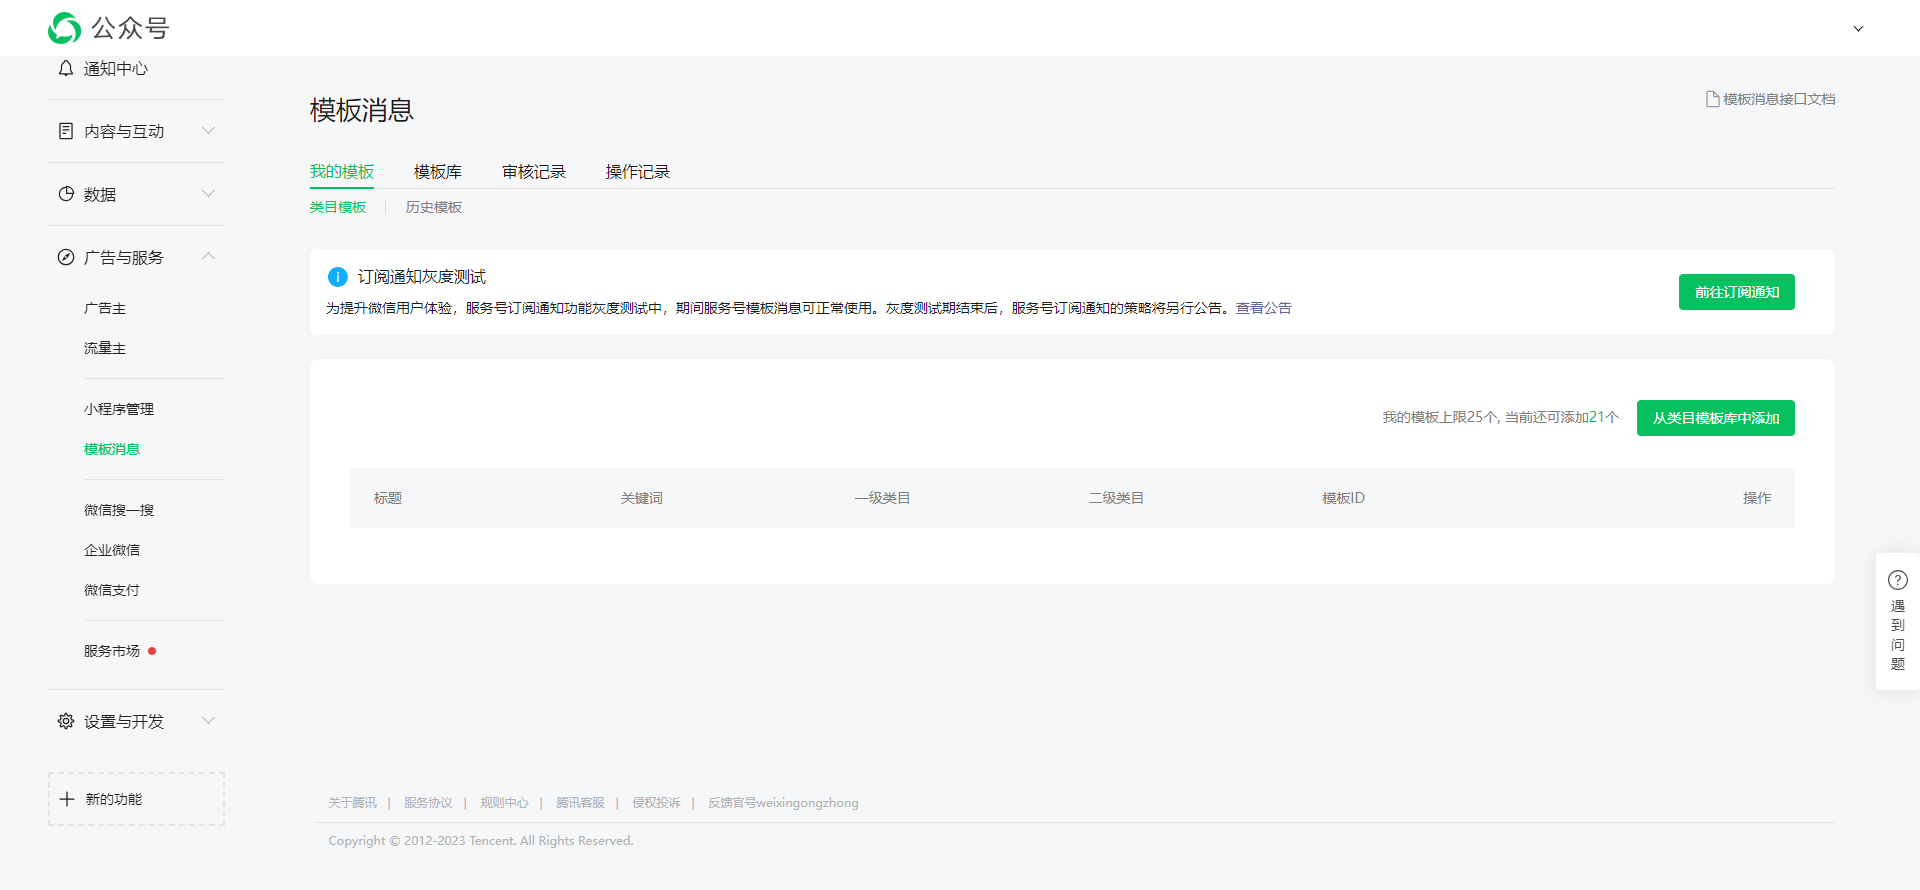 公众号
通知中心
内容与互动
数据
广告与服务
广告主
流量主
小程序管理
模板消息
微信搜一搜
企业微信
微信支付
服务市场
设置与开发
新的功能
模板消息
模板消息接口文档
我的模板 模板库 审核记录 操作记录
类目模板 历史模板
订阅通知灰度测试
为提升微信用户体验，服务号订阅通知功能灰度测试中，期间服务号模板消息可正常使用。灰度测试期结束后，服务号订阅通知的策略将另行公告。查看公告
前往订阅通知
我的模板上限25个, 当前还可添加21个 从类目模板库中添加
标题 关键词 一级类目 二级类目 模板ID 操作
遇到问题
关于腾讯 | 服务协议 | 规则中心 | 腾讯客服 | 侵权投诉 | 反馈官号weixingongzhong
Copyright © 2012-2023 Tencent. All Rights Reserved.